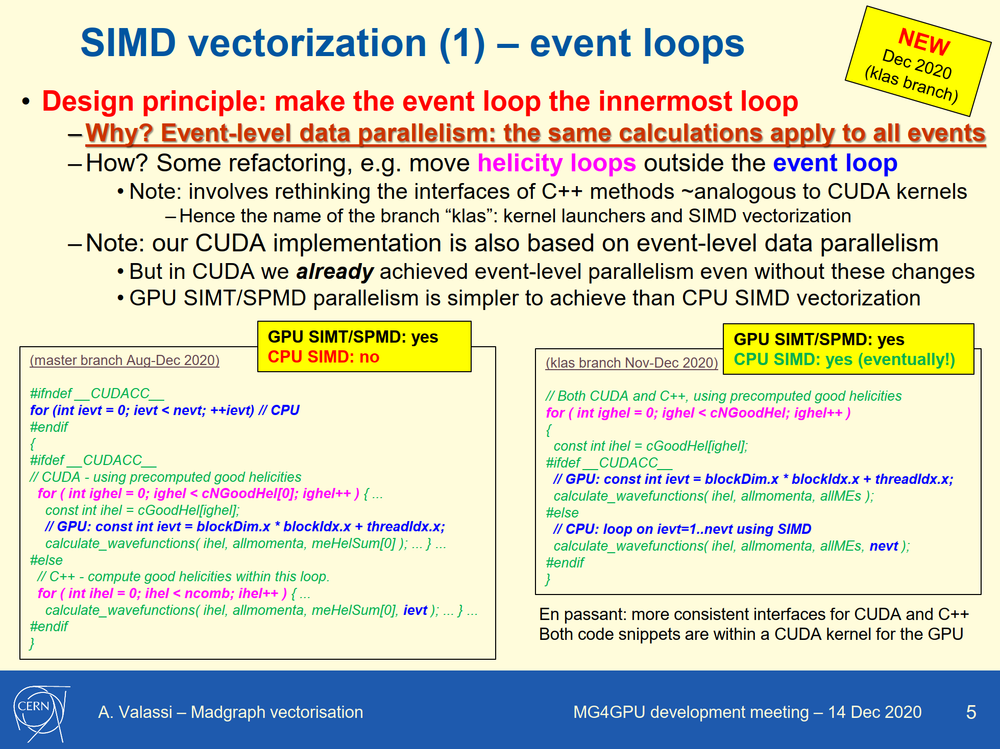 SIMD vectorization (1) – event loops
NEW
Dec 2020
(klas branch)
• Design principle: make the event loop the innermost loop
– Why? Event-level data parallelism: the same calculations apply to all events
– How? Some refactoring, e.g. move helicity loops outside the event loop
• Note: involves rethinking the interfaces of C++ methods ~analogous to CUDA kernels
– Hence the name of the branch “klas”: kernel launchers and SIMD vectorization
– Note: our CUDA implementation is also based on event-level data parallelism
• But in CUDA we already achieved event-level parallelism even without these changes
• GPU SIMT/SPMD parallelism is simpler to achieve than CPU SIMD vectorization
GPU SIMT/SPMD: yes
CPU SIMD: no
(master branch Aug-Dec 2020)
#ifndef __CUDACC__
for (int ievt = 0; ievt < nevt; ++ievt) // CPU
#endif
{
#ifdef __CUDACC__
// CUDA - using precomputed good helicities
for ( int ighel = 0; ighel < cNGoodHel[0]; ighel++ ) { ...
const int ihel = cGoodHel[ighel];
// GPU: const int ievt = blockDim.x * blockIdx.x + threadIdx.x;
calculate_wavefunctions( ihel, allmomenta, meHelSum[0] ); ... } ...
#else
// C++ - compute good helicities within this loop.
for ( int ihel = 0; ihel < ncomb; ihel++ ) { ...
calculate_wavefunctions( ihel, allmomenta, meHelSum[0], ievt ); ... } ...
#endif
}
GPU SIMT/SPMD: yes
CPU SIMD: yes (eventually!)
(klas branch Nov-Dec 2020)
// Both CUDA and C++, using precomputed good helicities
for ( int ighel = 0; ighel < cNGoodHel; ighel++ )
{
const int ihel = cGoodHel[ighel];
#ifdef __CUDACC__
// GPU: const int ievt = blockDim.x * blockIdx.x + threadIdx.x;
calculate_wavefunctions( ihel, allmomenta, allMEs );
#else
// CPU: loop on ievt=1..nevt using SIMD
calculate_wavefunctions( ihel, allmomenta, allMEs, nevt );
#endif
}
En passant: more consistent interfaces for CUDA and C++
Both code snippets are within a CUDA kernel for the GPU
CERN
A. Valassi – Madgraph vectorisation
MG4GPU development meeting – 14 Dec 2020
5